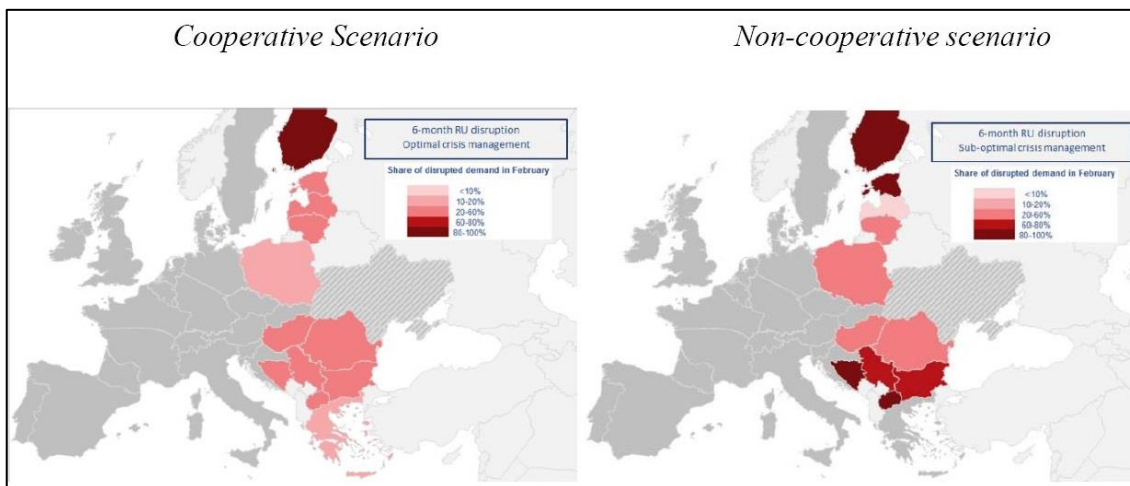 Cooperative Scenario
Non-cooperative scenario
6-month RU disruption
Optimal crisis management
Share of disrupted demand in February
<10%
10-20%
20-60%
60-80%
80-100%
6-month RU disruption
Sub-optimal crisis management
Share of disrupted demand in February
<10%
10-20%
20-60%
60-80%
80-100%